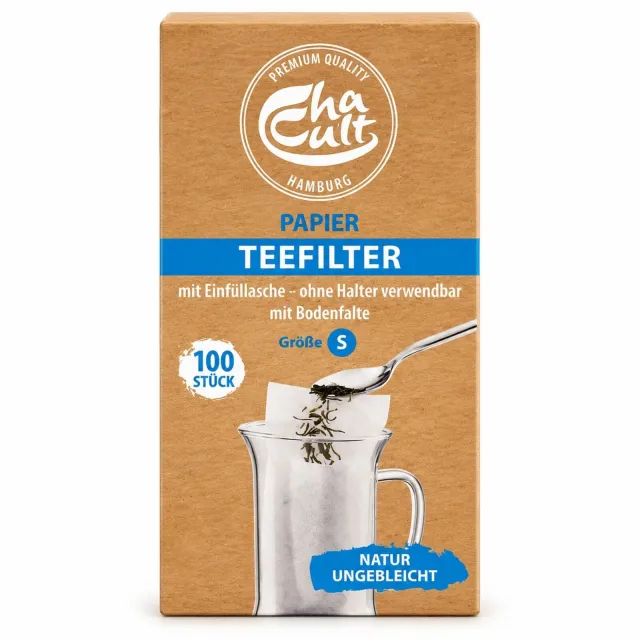 PREMIUM QUALITY
Cha
Cult
HAMBURG
PAPIER
TEEFILTER
mit Einfüllasche – ohne Halter verwendbar
mit Bodenfalte
Größe S
100
STÜCK
NATUR
UNGEBLEICHT